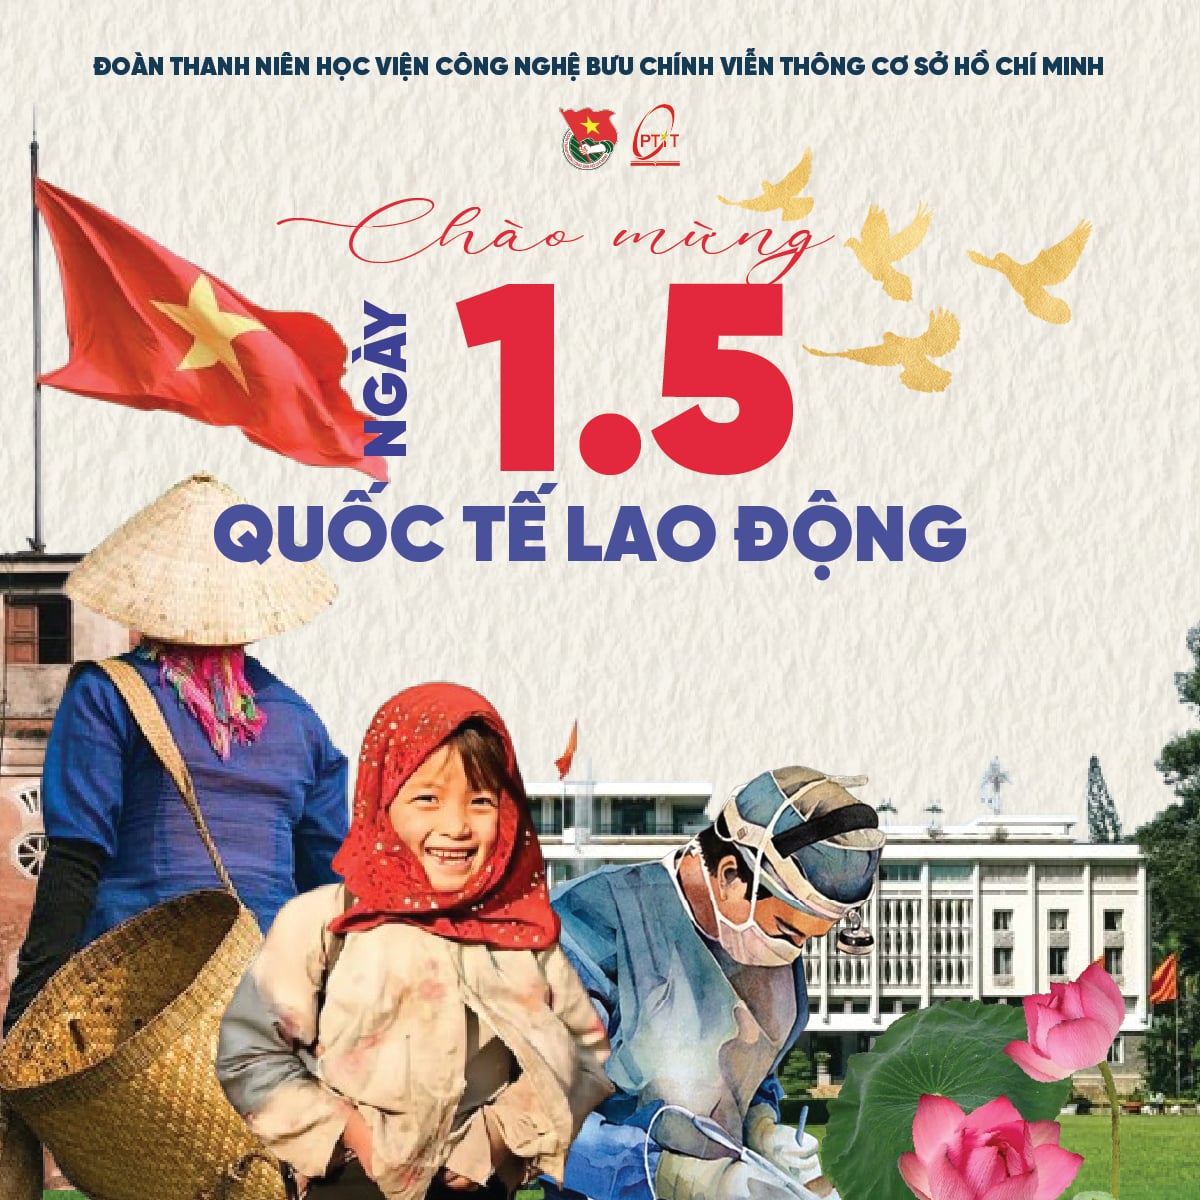 ĐOÀN THANH NIÊN HỌC VIỆN CÔNG NGHỆ BƯU CHÍNH VIỄN THÔNG CƠ SỞ HỒ CHÍ MINH
PTIT
Chào mừng
NGÀY
1.5
QUỐC TẾ LAO ĐỘNG